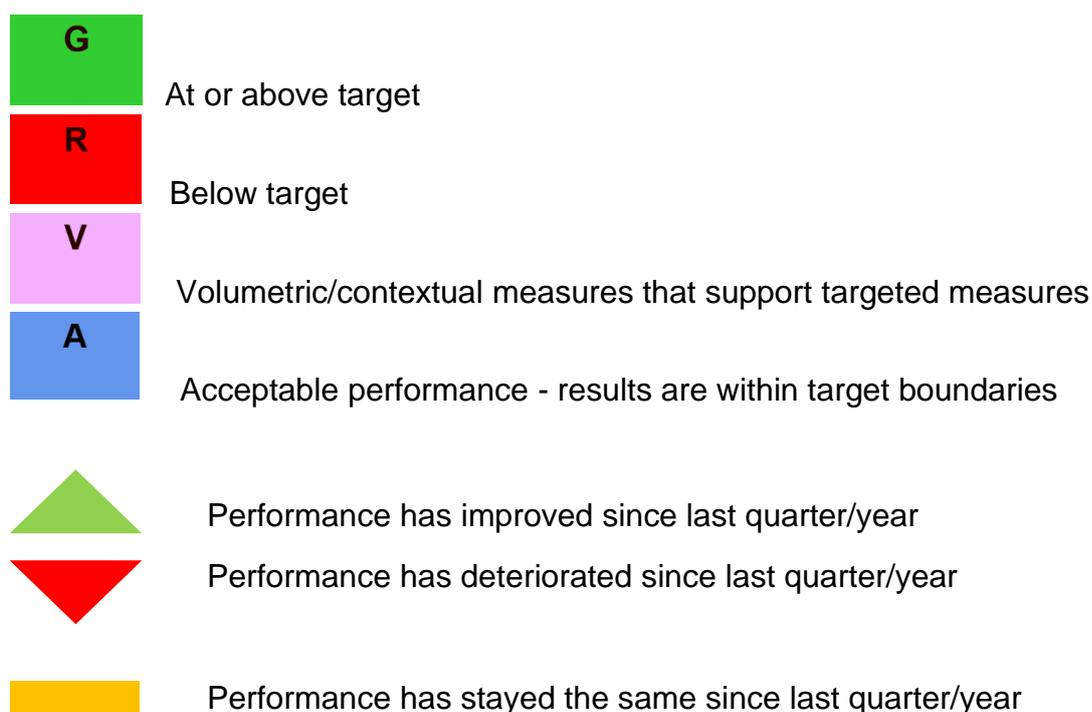 G
At or above target
R
Below target
V
Volumetric/contextual measures that support targeted measures
A
Acceptable performance - results are within target boundaries
Performance has improved since last quarter/year
Performance has deteriorated since last quarter/year
Performance has stayed the same since last quarter/year